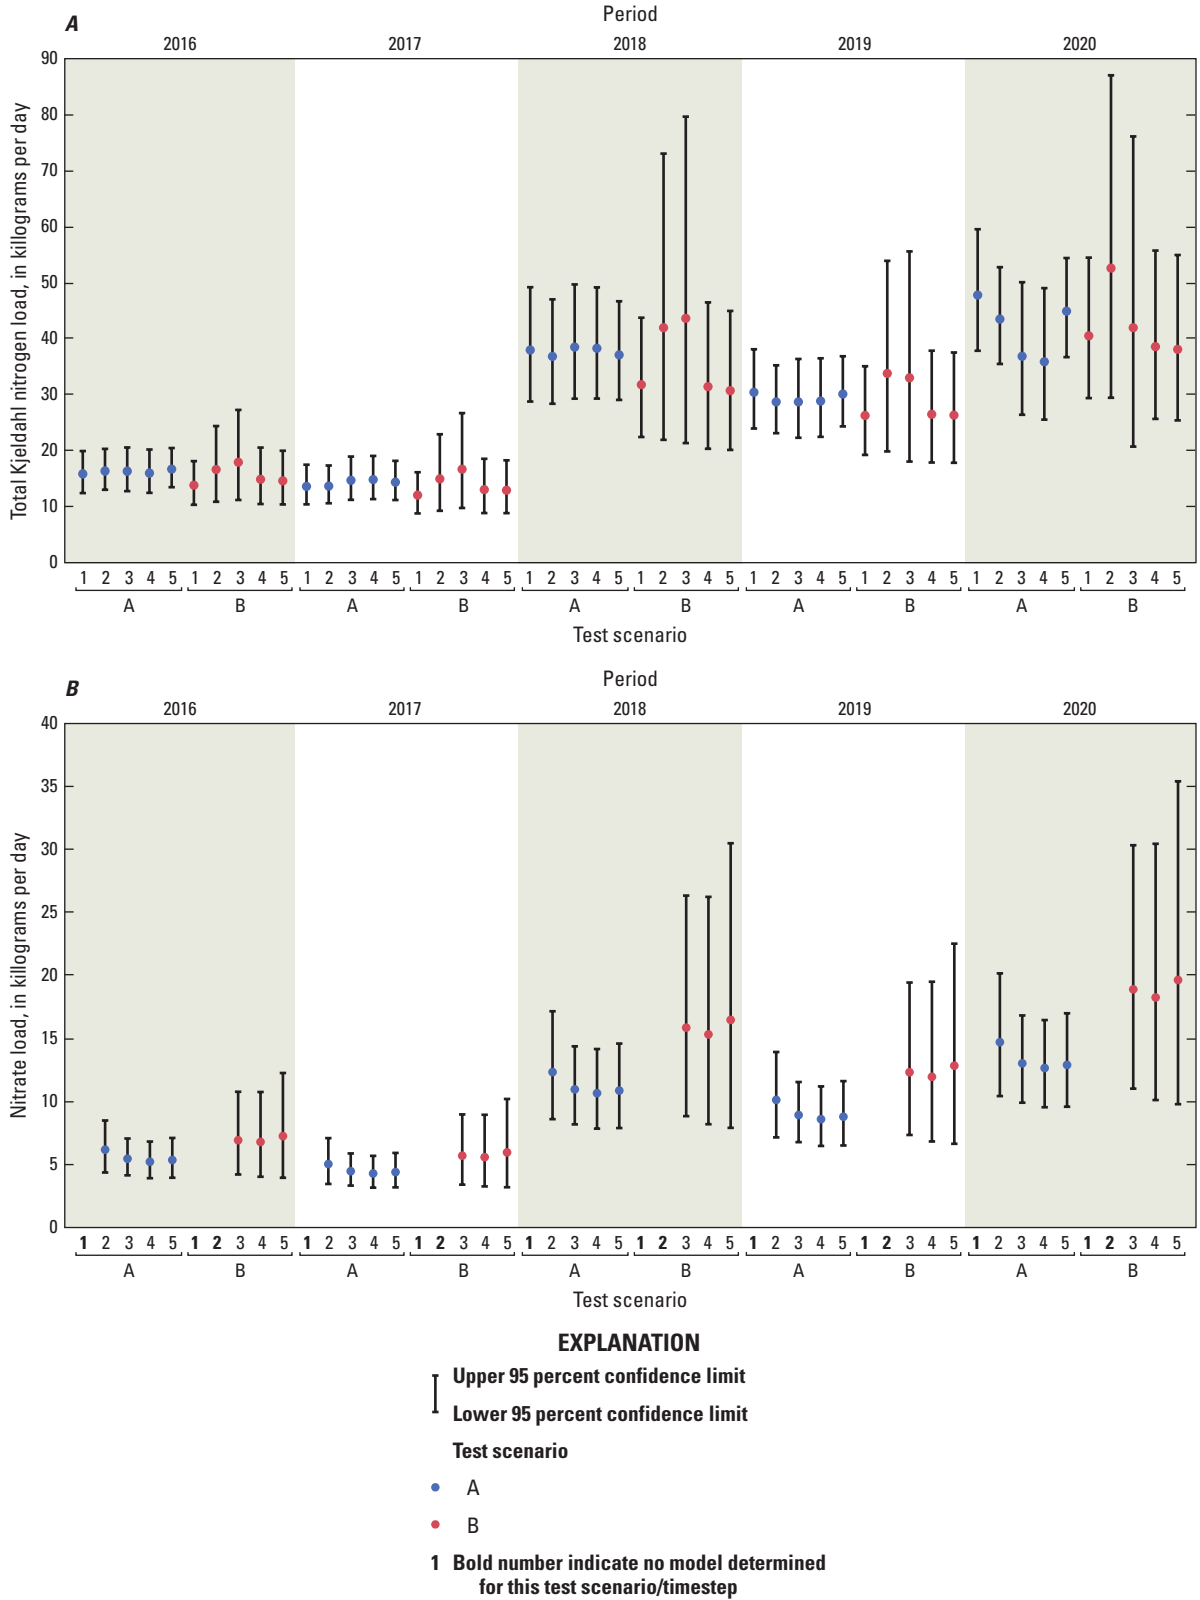 A
Period
2016 2017 2018 2019 2020
Total Kjeldahl nitrogen load, in killograms per day
90
80
70
60
50
40
30
20
10
0
1 2 3 4 5 1 2 3 4 5 1 2 3 4 5 1 2 3 4 5 1 2 3 4 5 1 2 3 4 5 1 2 3 4 5 1 2 3 4 5 1 2 3 4 5 1 2 3 4 5
A B A B A B A B A B
Test scenario
B
Period
2016 2017 2018 2019 2020
Nitrate load, in killograms per day
40
35
30
25
20
15
10
5
0
1 2 3 4 5 1 2 3 4 5 1 2 3 4 5 1 2 3 4 5 1 2 3 4 5 1 2 3 4 5 1 2 3 4 5 1 2 3 4 5 1 2 3 4 5 1 2 3 4 5
A B A B A B A B A B
Test scenario
EXPLANATION
Upper 95 percent confidence limit
Lower 95 percent confidence limit
Test scenario
A
B
1 Bold number indicate no model determined
for this test scenario/timestep